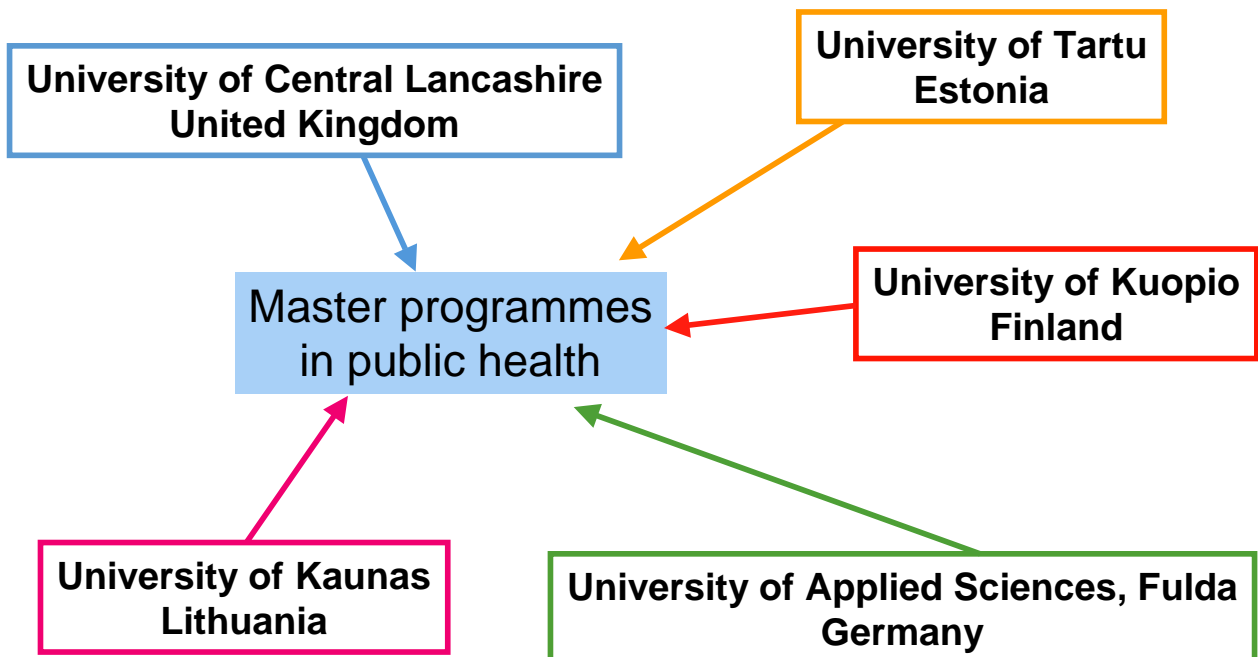 University of Central Lancashire
United Kingdom
University of Tartu
Estonia
University of Kuopio
Finland
Master programmes
in public health
University of Kaunas
Lithuania
University of Applied Sciences, Fulda
Germany